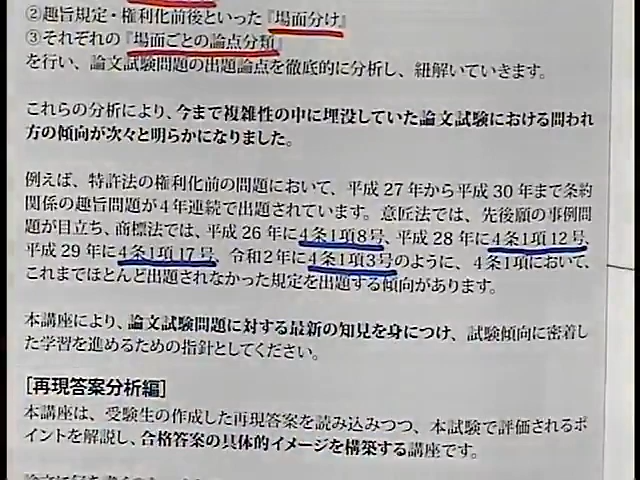 ②趣旨規定・権利化前後といった『場面分け』
③それぞれの『場面ごとの論点分類』
を行い、論文試験問題の出題論点を徹底的に分析し、紐解いていきます。
これらの分析により、今まで複雑性の中に埋没していた論文試験における問われ
方の傾向が次々と明らかになりました。
例えば、特許法の権利化前の問題において、平成27年から平成30年まで条約
関係の趣旨問題が4年連続で出題されています。意匠法では、先後願の事例問
題が目立ち、商標法では、平成26年に4条1項8号、平成28年に4条1項12号、
平成29年に4条1項17号、令和2年に4条1項3号のように、4条1項において、
これまでほとんど出題されなかった規定を出題する傾向があります。
本講座により、論文試験問題に対する最新の知見を身につけ、試験傾向に密着し
た学習を進めるための指針としてください。
[再現答案分析編]
本講座は、受験生の作成した再現答案を読み込みつつ、本試験で評価されるポ
イントを解説し、合格答案の具体的イメージを構築する講座です。